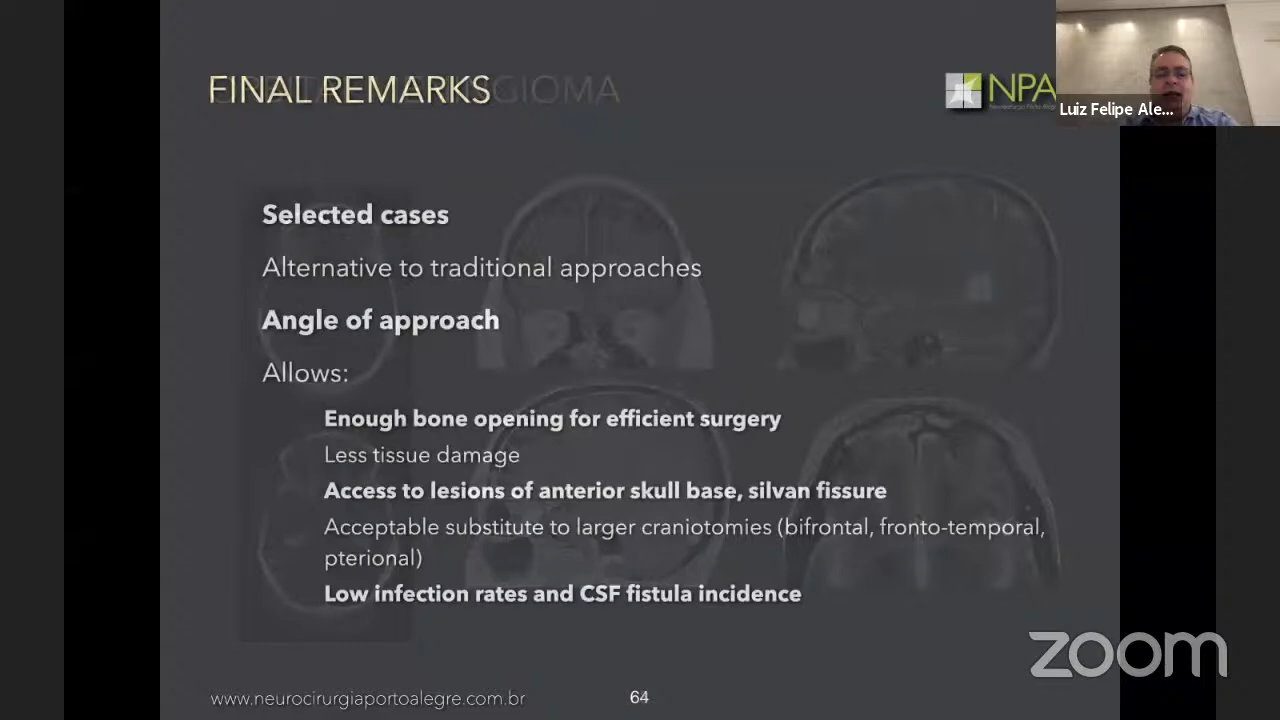 FINAL REMARKS
GIOMA
NPA
Luiz Felipe Ale...
Selected cases
Alternative to traditional approaches
Angle of approach
Allows:
Enough bone opening for efficient surgery
Less tissue damage
Access to lesions of anterior skull base, silvan fissure
Acceptable substitute to larger craniotomies (bifrontal, fronto-temporal,
pterional)
Low infection rates and CSF fistula incidence
zoom
www.neurocirurgiaportoalegre.com.br
64